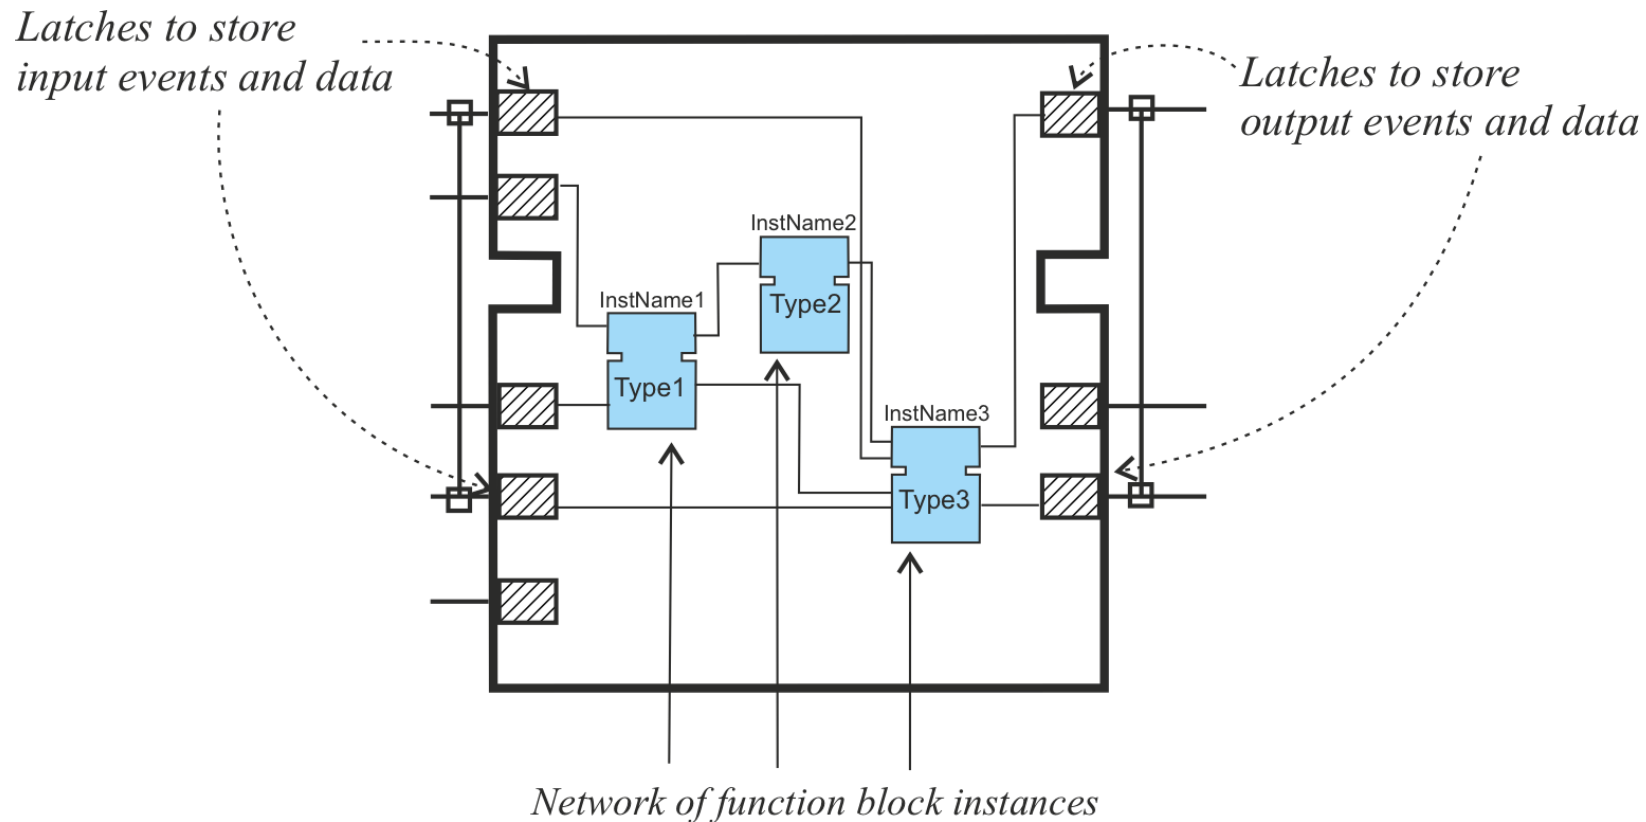 Latches to store
input events and data
Latches to store
output events and data
InstName2
Type2
InstName1
Type1
InstName3
Type3
Network of function block instances